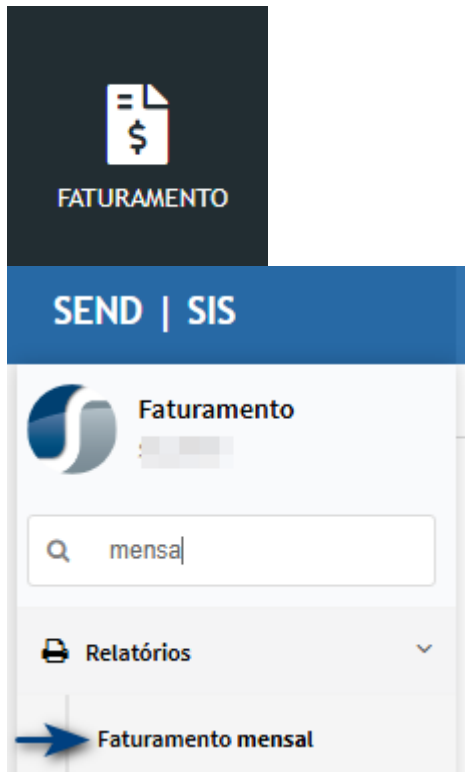 FATURAMENTO
SEND | SIS
Faturamento
mensa
Relatórios
Faturamento mensal